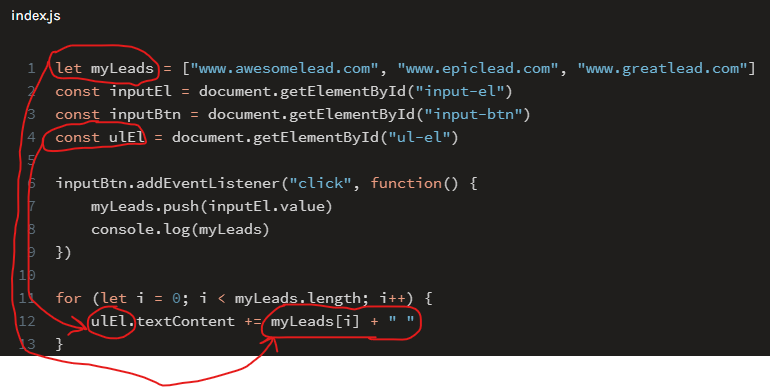 index.js
1 let myLeads = ["www.awesomelead.com", "www.epiclead.com", "www.greatlead.com"]
2 const inputEl = document.getElementById("input-el")
3 const inputBtn = document.getElementById("input-btn")
4 const ulEl = document.getElementById("ul-el")
5
6 inputBtn.addEventListener("click", function() {
7     myLeads.push(inputEl.value)
8     console.log(myLeads)
9 })
10
11 for (let i = 0; i < myLeads.length; i++) {
12     ulEl.textContent += myLeads[i] + " "
13 }